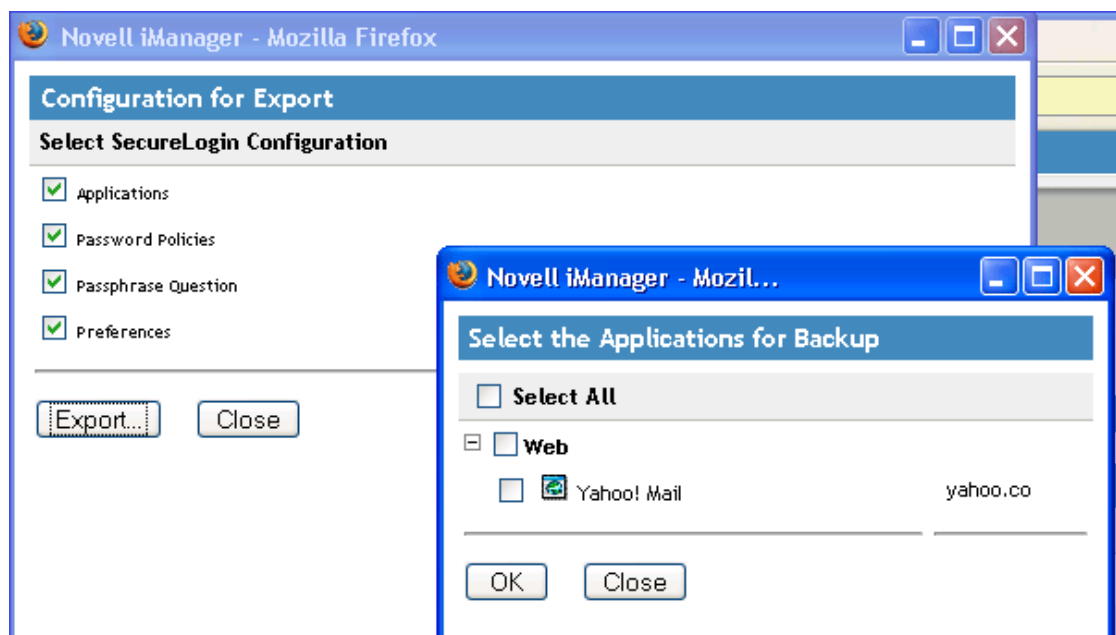 Novell iManager - Mozilla Firefox
Configuration for Export
Select SecureLogin Configuration
Applications
Password Policies
Passphrase Question
Preferences
Export...
Close
Novell iManager - Mozil...
Select the Applications for Backup
Select All
Web
Yahoo! Mail yahoo.co
OK
Close